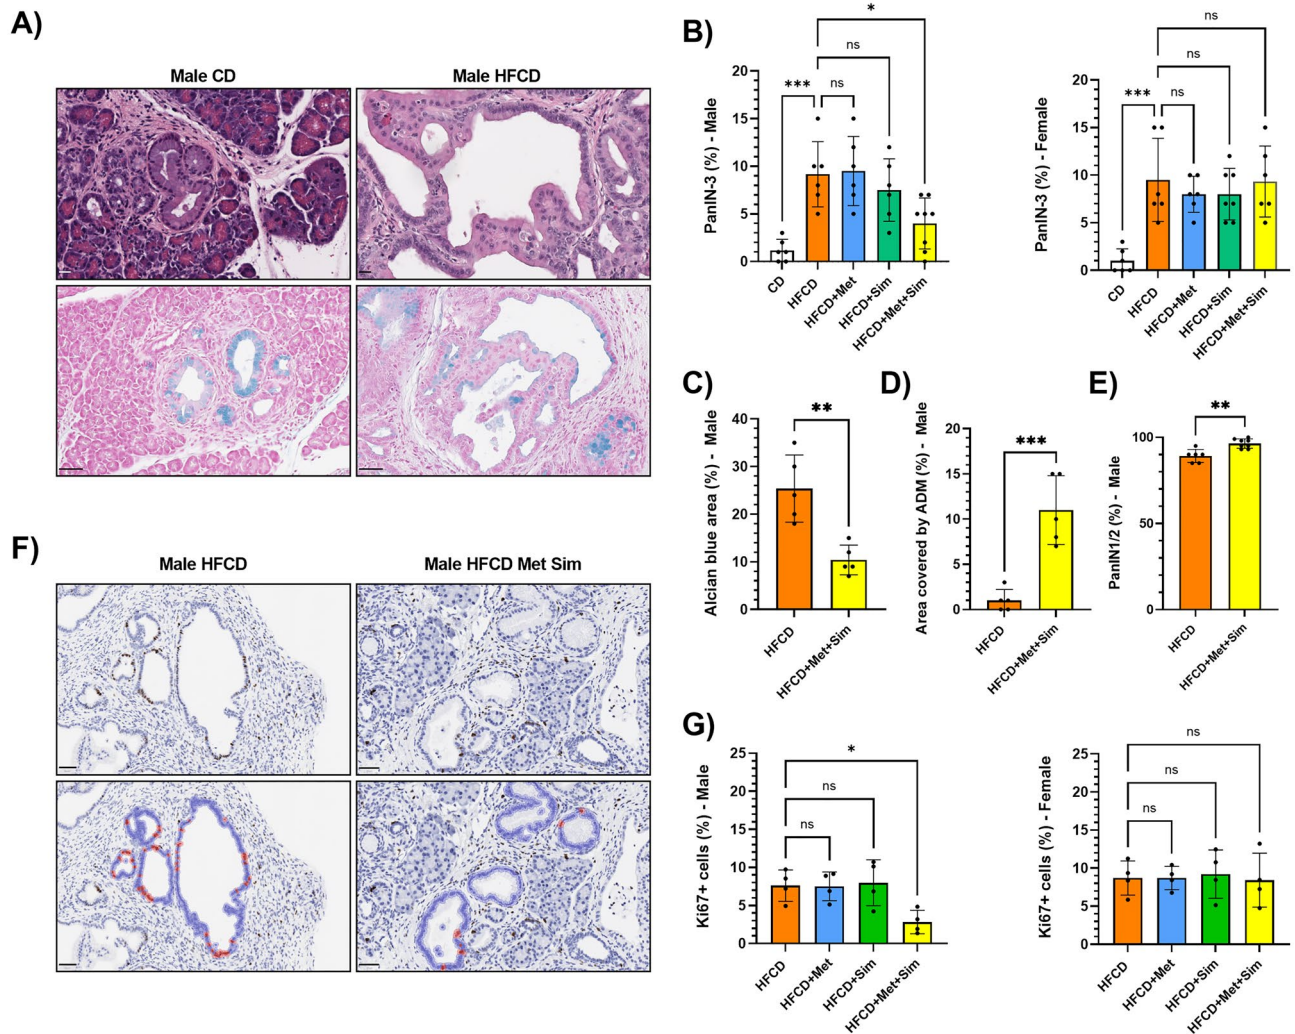 A)
Male CD
Male HFCD
B)
PanIN-3 (%) - Male
20
15
10
5
0
***
ns
ns
*
CD
HFCD
HFCD+Met
HFCD+Sim
HFCD+Met+Sim
PanIN-3 (%) - Female
20
15
10
5
0
***
ns
ns
ns
CD
HFCD
HFCD+Met
HFCD+Sim
HFCD+Met+Sim
C)
Alcian blue area (%) - Male
40
30
20
10
0
**
HFCD
HFCD+Met+Sim
D)
Area covered by ADM (%) - Male
20
15
10
5
0
***
HFCD
HFCD+Met+Sim
E)
PanIN1/2 (%) - Male
100
50
0
**
HFCD
HFCD+Met+Sim
F)
Male HFCD
Male HFCD Met Sim
G)
Ki67+ cells (%) - Male
25
20
15
10
5
0
ns
ns
*
HFCD
HFCD+Met
HFCD+Sim
HFCD+Met+Sim
Ki67+ cells (%) - Female
25
20
15
10
5
0
ns
ns
ns
HFCD
HFCD+Met
HFCD+Sim
HFCD+Met+Sim